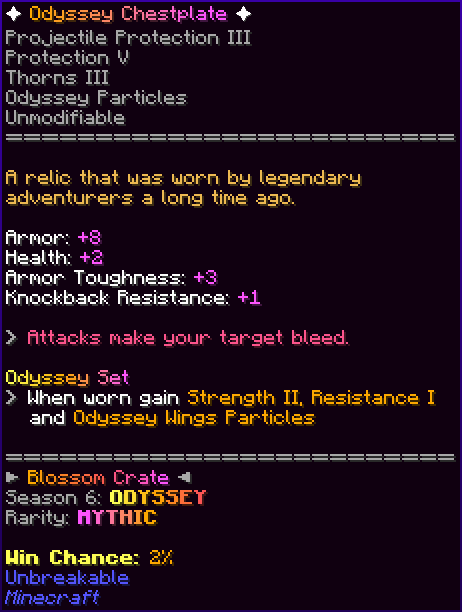 ✦ Odyssey Chestplate ✦
Projectile Protection III
Protection V
Thorns III
Odyssey Particles
Unmodifiable
===========================
A relic that was worn by legendary
adventurers a long time ago.
Armor: +8
Health: +2
Armor Toughness: +3
Knockback Resistance: +1
> Attacks make your target bleed.
Odyssey Set
> When worn gain Strength II, Resistance I
and Odyssey Wings Particles
===========================
► Blossom Crate ◄
Season 6: ODYSSEY
Rarity: MYTHIC
Win Chance: 2%
Unbreakable
Minecraft